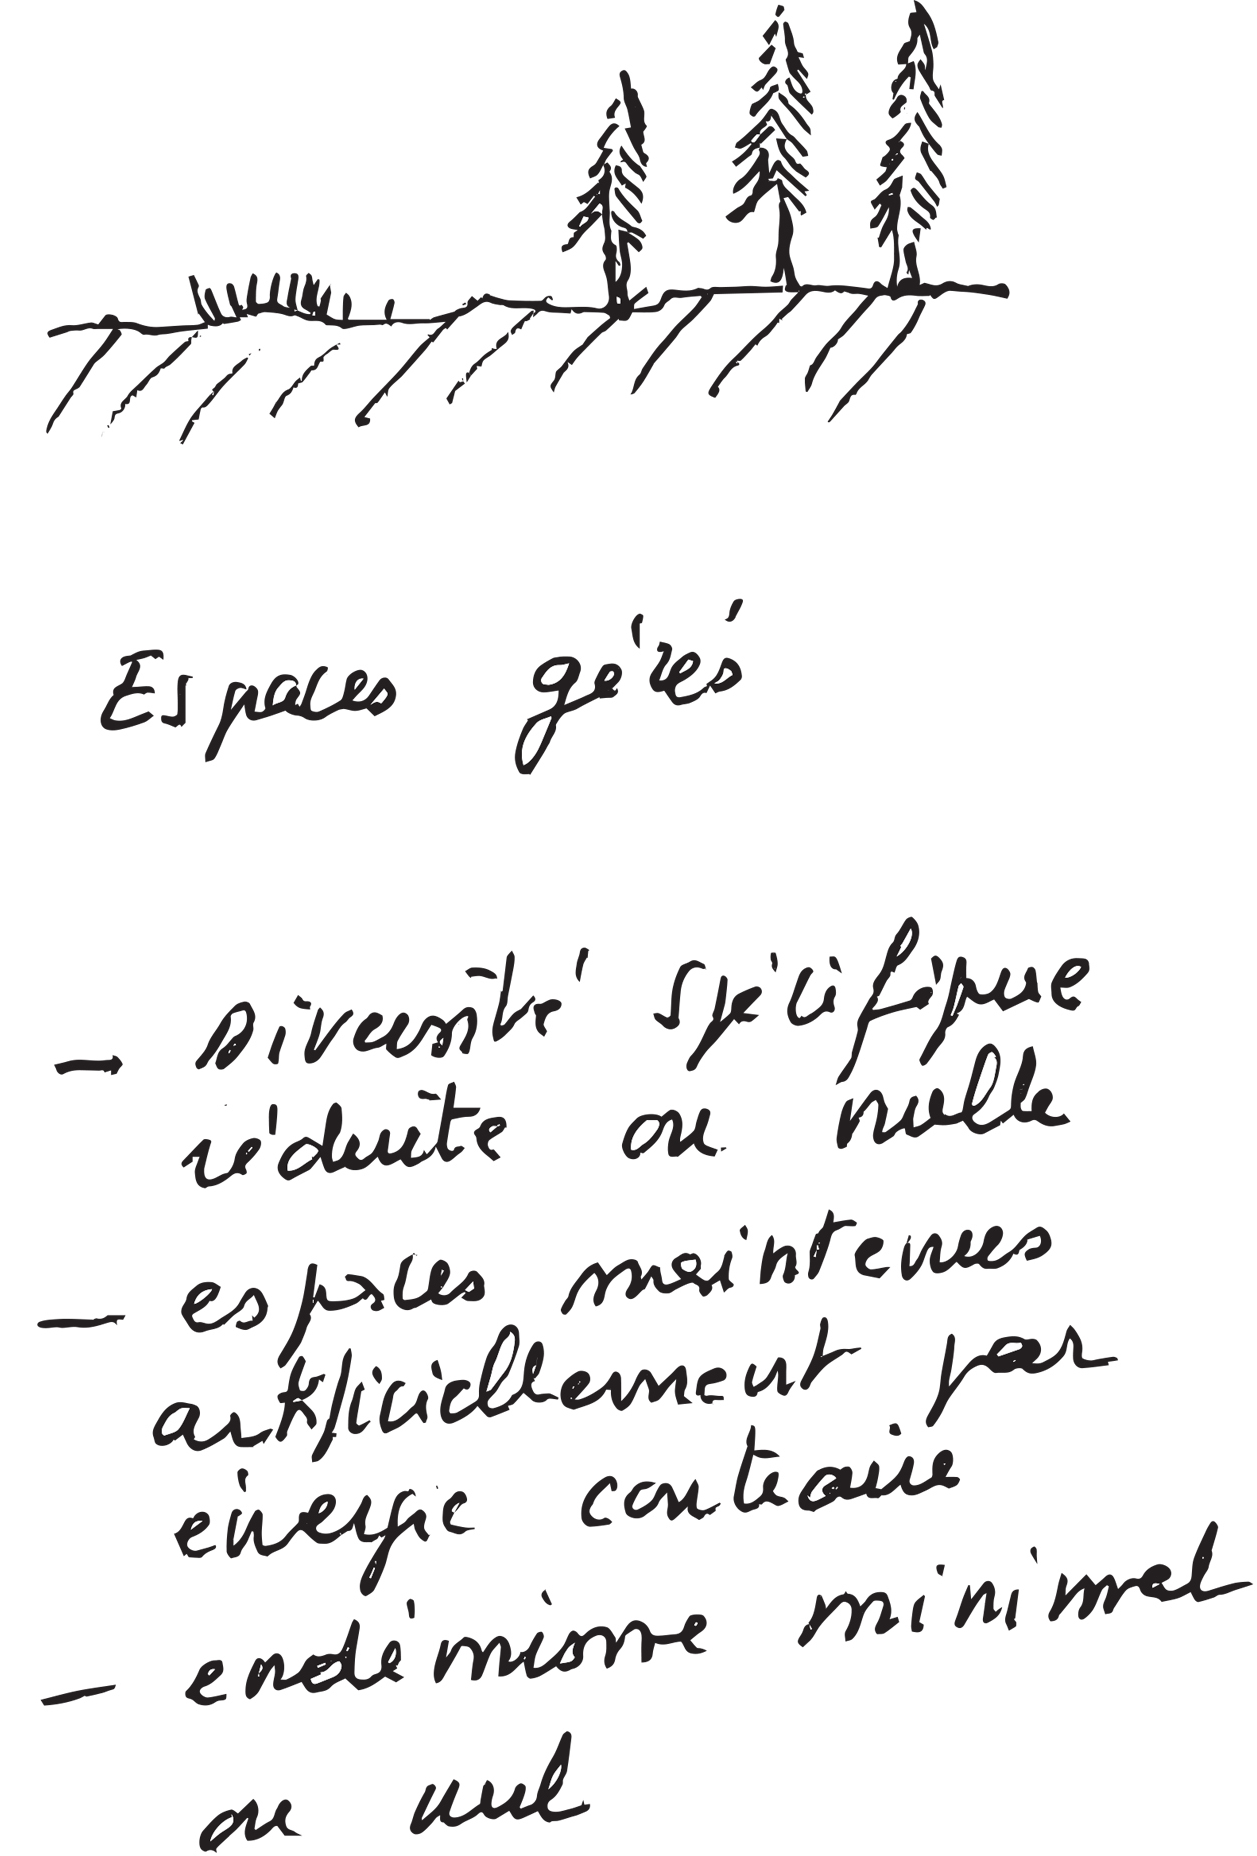 Espaces gérés
— Diversité spécifique
réduite ou nulle
— espaces maintenues
artificiellement par
énergie contraire
— endémisme minimal
ou nul